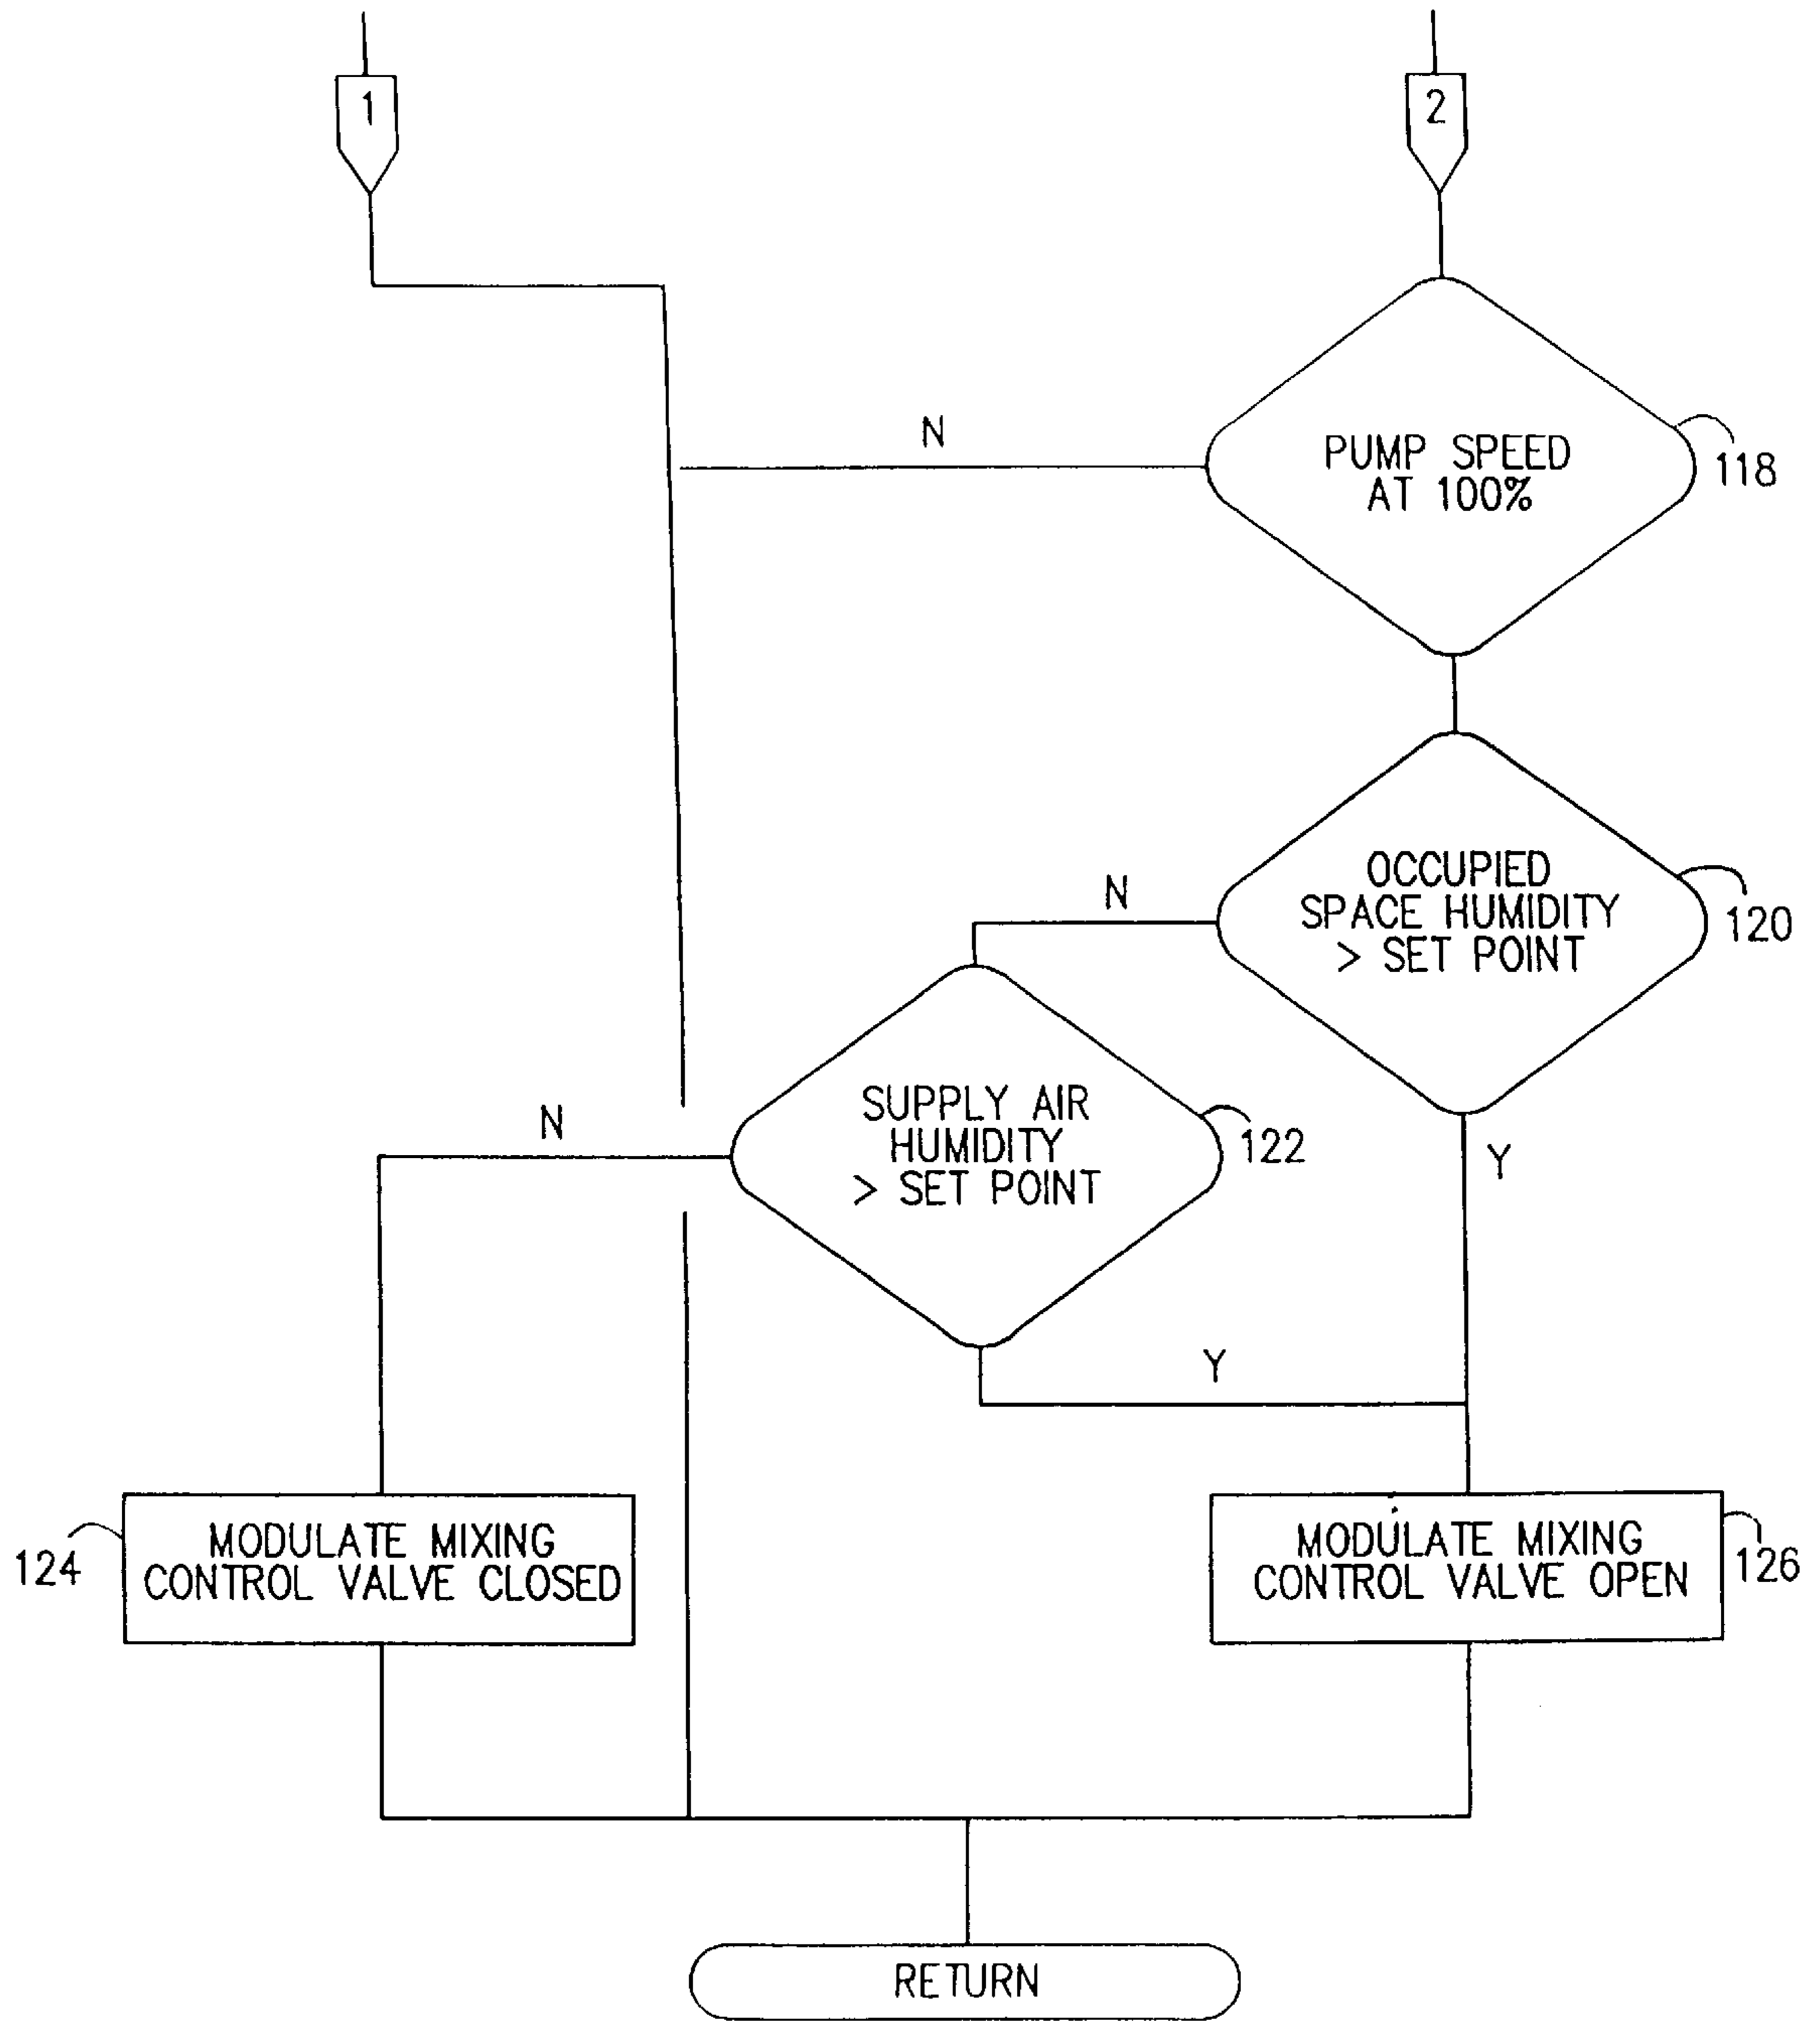 1
2
N
PUMP SPEED
AT 100%
118
OCCUPIED
SPACE HUMIDITY
> SET POINT
120
N
SUPPLY AIR
HUMIDITY
> SET POINT
122
N
Y
Y
MODULATE MIXING
CONTROL VALVE CLOSED
124
MODULATE MIXING
CONTROL VALVE OPEN
126
RETURN